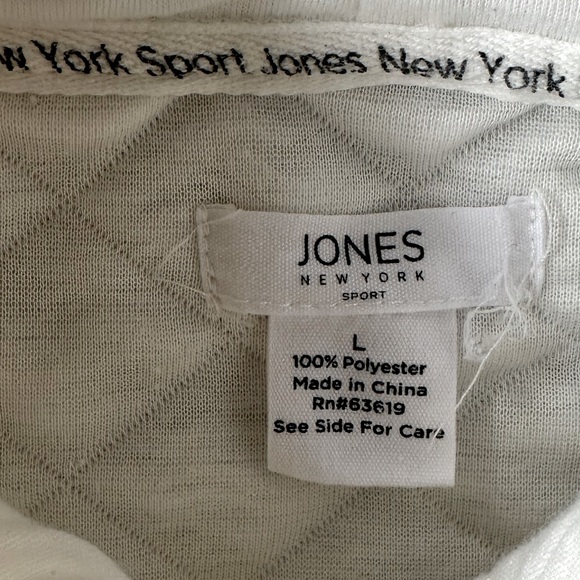 w York Sport Jones New York
JONES
NEW YORK
SPORT
L
100% Polyester
Made in China
Rn#63619
See Side For Care